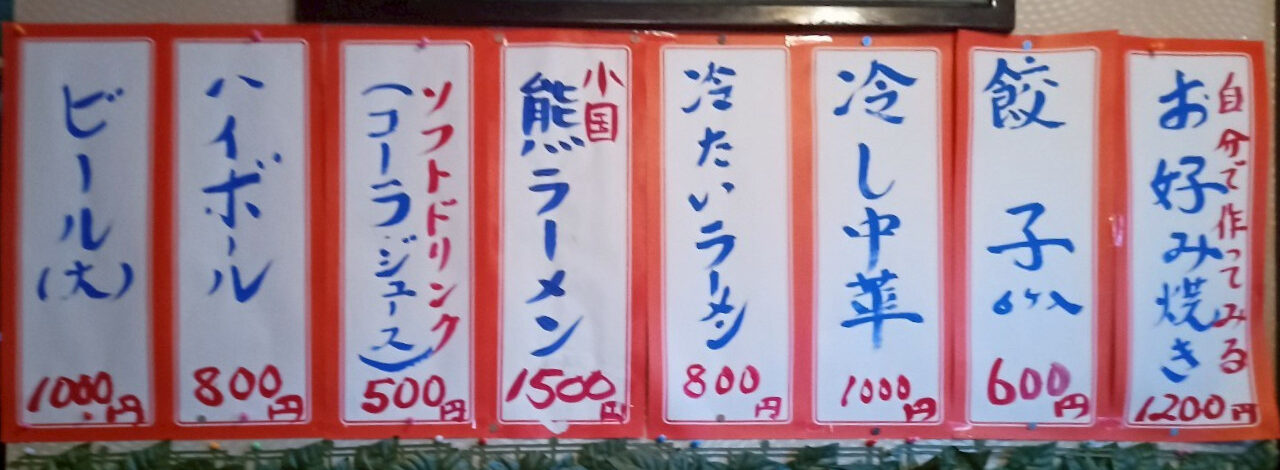 自分で作ってみる
お好み焼き
1200円
餃子
6ケ入
600円
冷し中華
1000円
冷たいラーメン
800円
小国
熊ラーメン
1500円
ソフトドリンク
(コーラジュース)
500円
ハイボール
800円
ビール(大)
1000円